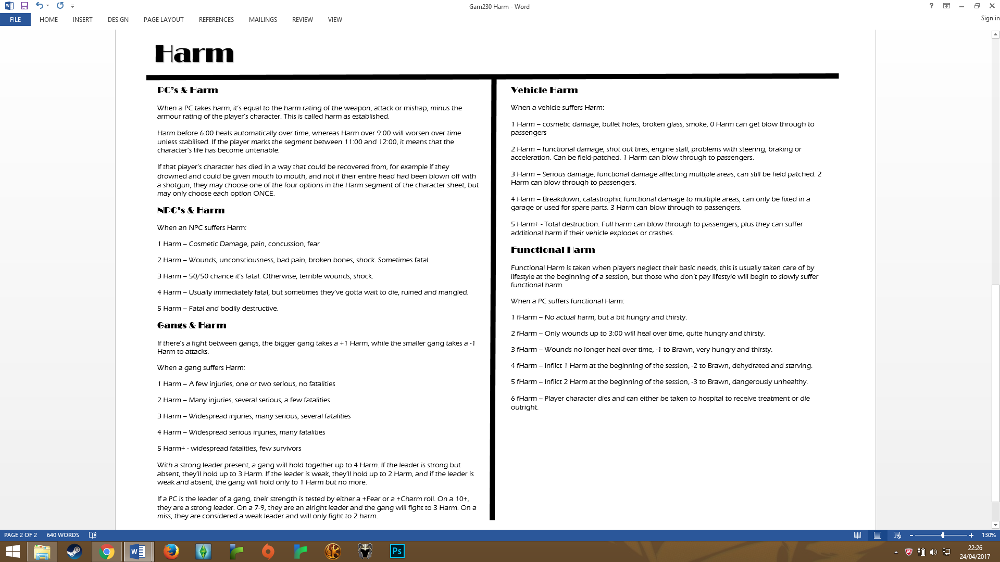 Gam230 Harm - Word
FILE HOME INSERT DESIGN PAGE LAYOUT REFERENCES MAILINGS REVIEW VIEW
Sign in
Harm
PC's & Harm
When a PC takes harm, it's equal to the harm rating of the weapon, attack or mishap, minus the
armour rating of the player's character. This is called harm as established.
Harm before 6:00 heals automatically over time, whereas Harm over 9:00 will worsen over time
unless stabilised. If the player marks the segment between 11:00 and 12:00, it means that the
character's life has become untenable.
If that player's character has died in a way that could be recovered from, for example if they
drowned and could be given mouth to mouth, and not if their entire head had been blown off with
a shotgun, they may choose one of the four options in the Harm segment of the character sheet, but
may only choose each option ONCE.
NPC's & Harm
When an NPC suffers Harm:
1 Harm – Cosmetic Damage, pain, concussion, fear
2 Harm – Wounds, unconsciousness, bad pain, broken bones, shock. Sometimes fatal.
3 Harm – 50/50 chance it's fatal. Otherwise, terrible wounds, shock.
4 Harm – Usually immediately fatal, but sometimes they've gotta wait to die, ruined and mangled.
5 Harm – Fatal and bodily destructive.
Gangs & Harm
If there's a fight between gangs, the bigger gang takes a +1 Harm, while the smaller gang takes a -1
Harm to attacks.
When a gang suffers Harm:
1 Harm – A few injuries, one or two serious, no fatalities
2 Harm – Many injuries, several serious, a few fatalities
3 Harm – Widespread injuries, many serious, several fatalities
4 Harm – Widespread serious injuries, many fatalities
5 Harm+ - widespread fatalities, few survivors
With a strong leader present, a gang will hold together up to 4 Harm. If the leader is strong but
absent, they'll hold up to 3 Harm. If the leader is weak, they'll hold up to 2 Harm, and if the leader is
weak and absent, the gang will hold only to 1 Harm but no more.
If a PC is the leader of a gang, their strength is tested by either a +Fear or a +Charm roll. On a 10+,
they are a strong leader. On a 7-9, they are an alright leader and the gang will fight to 3 Harm. On a
miss, they are considered a weak leader and will only fight to 2 harm.
Vehicle Harm
When a vehicle suffers Harm:
1 Harm – cosmetic damage, bullet holes, broken glass, smoke, 0 Harm can get blow through to
passengers
2 Harm – functional damage, shot out tires, engine stall, problems with steering, braking or
acceleration. Can be field-patched. 1 Harm can blow through to passengers.
3 Harm – Serious damage, functional damage affecting multiple areas, can still be field patched. 2
Harm can blow through to passengers.
4 Harm – Breakdown, catastrophic functional damage to multiple areas, can only be fixed in a
garage or used for spare parts. 3 Harm can blow through to passengers.
5 Harm+ - Total destruction. Full harm can blow through to passengers, plus they can suffer
additional harm if their vehicle explodes or crashes.
Functional Harm
Functional Harm is taken when players neglect their basic needs, this is usually taken care of by
lifestyle at the beginning of a session, but those who don't pay lifestyle will begin to slowly suffer
functional harm.
When a PC suffers functional Harm:
1 fHarm – No actual harm, but a bit hungry and thirsty.
2 fHarm – Only wounds up to 3:00 will heal over time, quite hungry and thirsty.
3 fHarm – Wounds no longer heal over time, -1 to Brawn, very hungry and thirsty.
4 fHarm – Inflict 1 Harm at the beginning of the session, -2 to Brawn, dehydrated and starving.
5 fHarm – Inflict 2 Harm at the beginning of the session, -3 to Brawn, dangerously unhealthy.
6 fHarm – Player character dies and can either be taken to hospital to receive treatment or die
outright.
PAGE 2 OF 2 640 WORDS 130%
22:26
24/04/2017